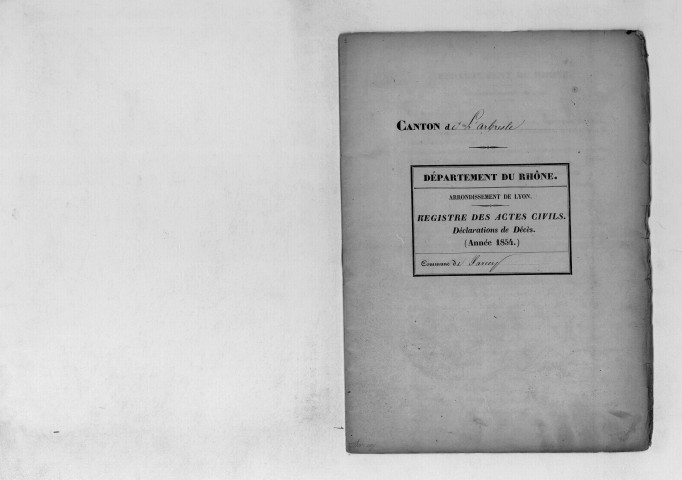 CANTON de L'arbresle
DÉPARTEMENT DU RHÔNE.
ARRONDISSEMENT DE LYON.
REGISTRE DES ACTES CIVILS.
Déclarations de Décès.
(Année 1854.)
Commune de Sarcey